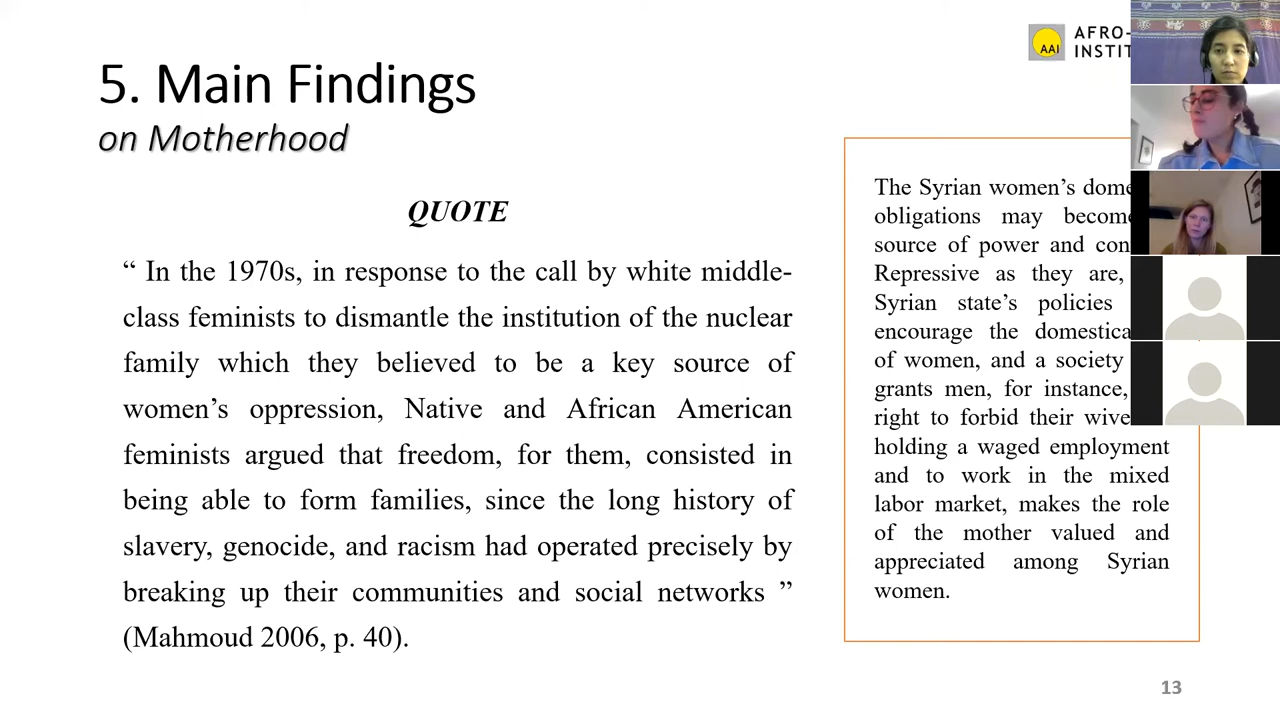 AAI
AFRO-
INSTIT
5. Main Findings
on Motherhood
QUOTE
“ In the 1970s, in response to the call by white middle-
class feminists to dismantle the institution of the nuclear
family which they believed to be a key source of
women’s oppression, Native and African American
feminists argued that freedom, for them, consisted in
being able to form families, since the long history of
slavery, genocide, and racism had operated precisely by
breaking up their communities and social networks ”
(Mahmoud 2006, p. 40).
The Syrian women’s dome
obligations may become
source of power and con
Repressive as they are,
Syrian state’s policies
encourage the domestica
of women, and a society
grants men, for instance,
right to forbid their wive
holding a waged employment
and to work in the mixed
labor market, makes the role
of the mother valued and
appreciated among Syrian
women.
13